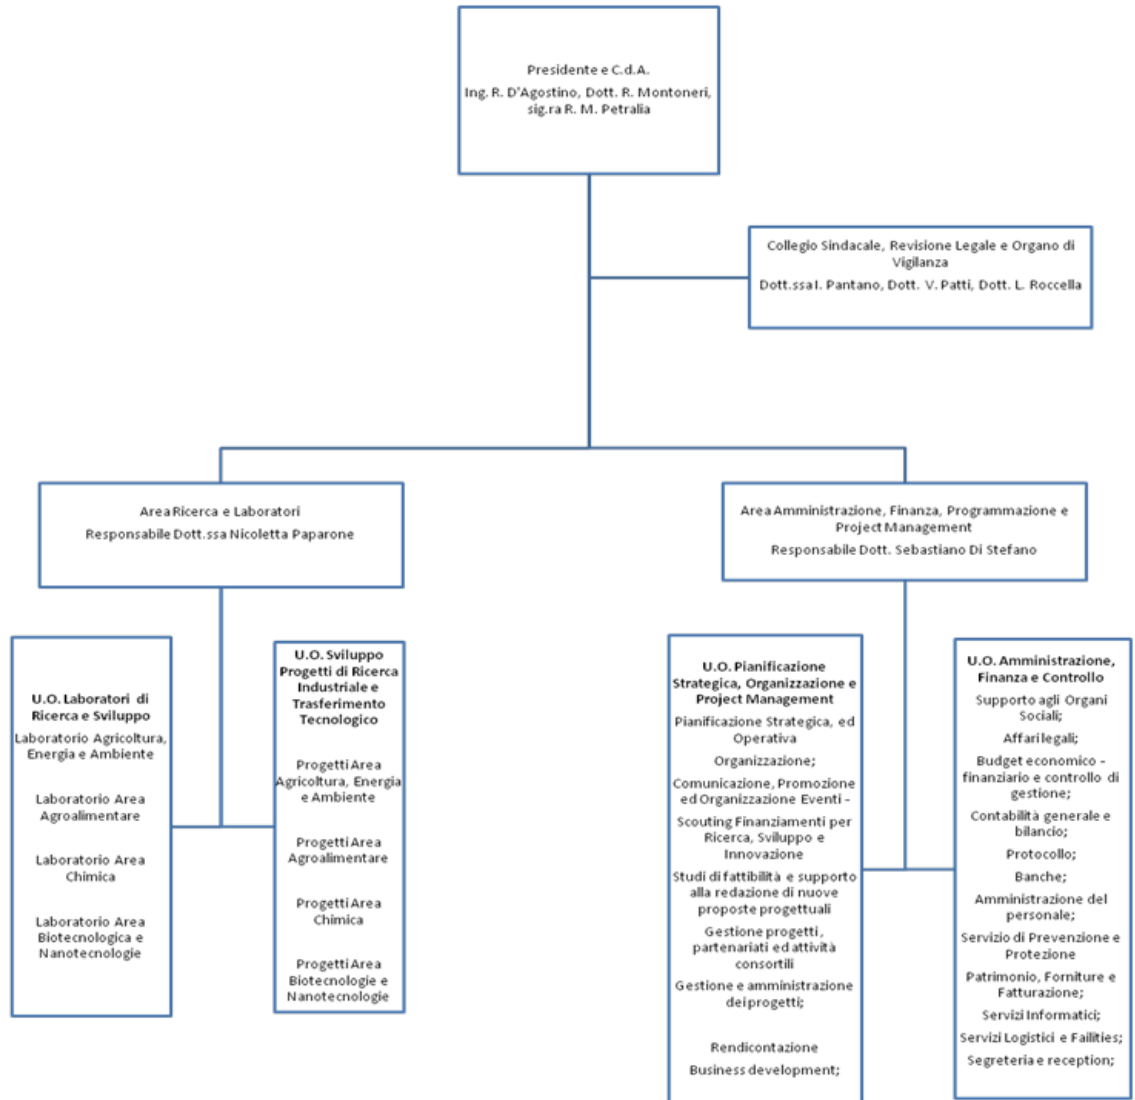 Presidente e C.d.A.
Ing. R. D'Agostino, Dott. R. Montoneri,
sig.ra R. M. Petralia
Collegio Sindacale, Revisione Legale e Organo di
Vigilanza
Dott.ssa I. Pantano, Dott. V. Patti, Dott. L. Roccella
Area Ricerca e Laboratori
Responsabile Dott.ssa Nicoletta Paparone
Area Amministrazione, Finanza, Programmazione e
Project Management
Responsabile Dott. Sebastiano Di Stefano
U.O. Laboratori di
Ricerca e Sviluppo
Laboratorio Agricoltura,
Energia e Ambiente
Laboratorio Area
Agroalimentare
Laboratorio Area
Chimica
Laboratorio Area
Biotecnologica e
Nanotecnologie
U.O. Sviluppo
Progetti di Ricerca
Industriale e
Trasferimento
Tecnologico
Progetti Area
Agricoltura, Energia
e Ambiente
Progetti Area
Agroalimentare
Progetti Area
Chimica
Progetti Area
Biotecnologie e
Nanotecnologie
U.O. Pianificazione
Strategica, Organizzazione e
Project Management
Pianificazione Strategica, ed
Operativa
Organizzazione;
Comunicazione, Promozione
ed Organizzazione Eventi -
Scouting Finanziamenti per
Ricerca, Sviluppo e
Innovazione
Studi di fattibilità e supporto
alla redazione di nuove
proposte progettuali
Gestione progetti,
partenariati ed attività
consortili
Gestione e amministrazione
dei progetti;
Rendicontazione
Business development;
U.O. Amministrazione,
Finanza e Controllo
Supporto agli Organi
Sociali;
Affari legali;
Budget economico -
finanziario e controllo di
gestione;
Contabilità generale e
bilancio;
Protocollo;
Banche;
Amministrazione del
personale;
Servizio di Prevenzione e
Protezione
Patrimonio, Forniture e
Fatturazione;
Servizi Informatici;
Servizi Logistici e Failities;
Segreteria e reception;